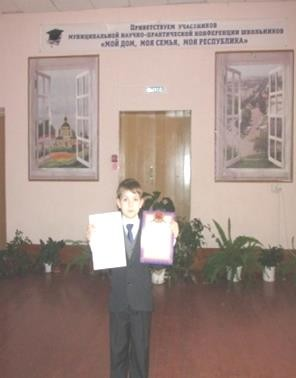 ПРИВЕТСТВУЕМ УЧАСТНИКОВ
МУНИЦИПАЛЬНОЙ НАУЧНО-ПРАКТИЧЕСКОЙ КОНФЕРЕНЦИИ ШКОЛЬНИКОВ
«МОЙ ДОМ, МОЯ СЕМЬЯ, МОЯ РЕСПУБЛИКА»